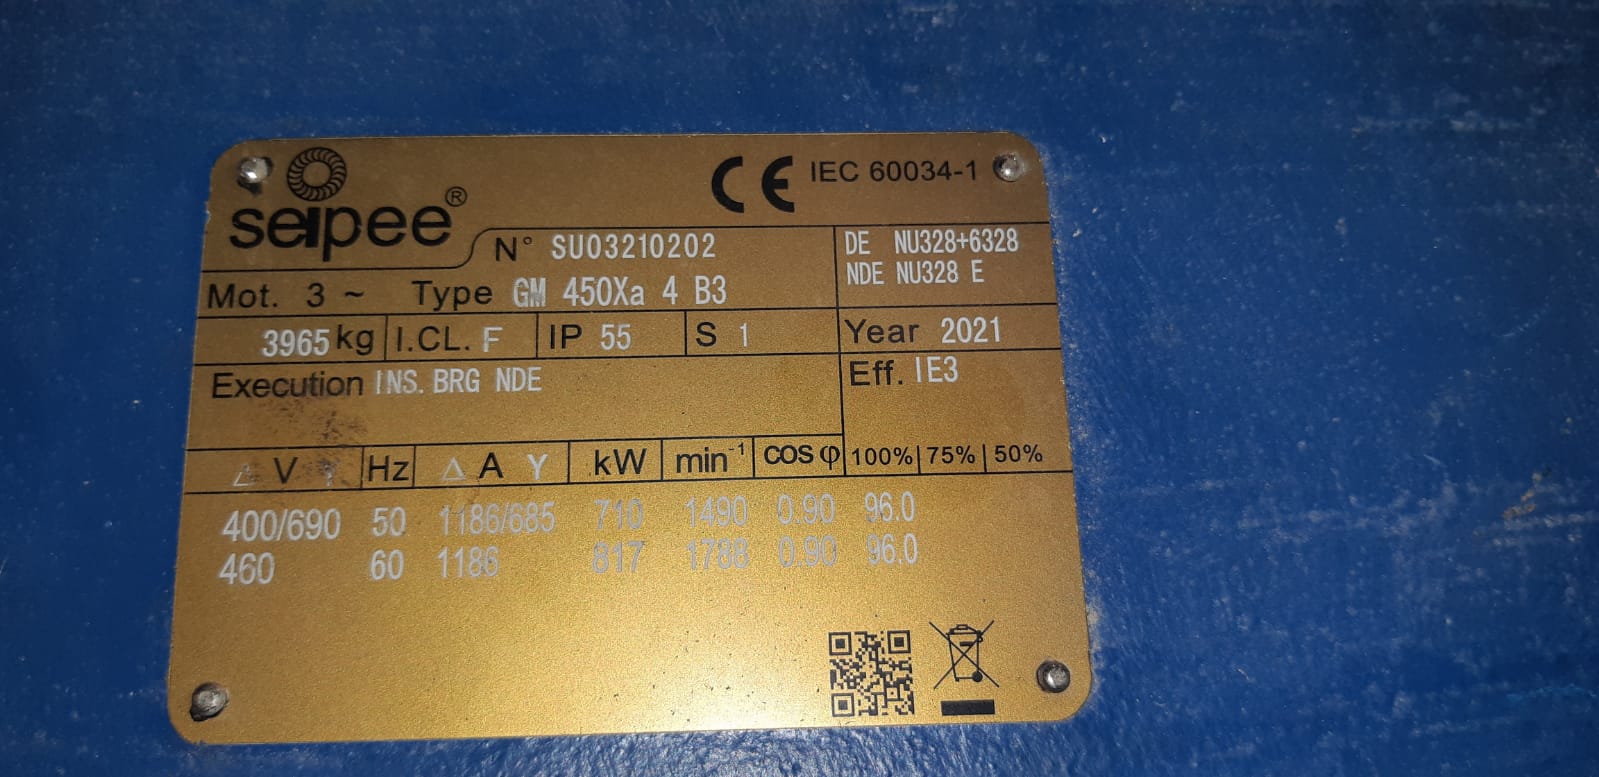 seipee®
CE IEC 60034-1
N° SU03210202
DE NU328+6328
NDE NU328 E
Mot. 3 ~ Type GM 450Xa 4 B3
3965 kg I.CL. F IP 55 S 1 Year 2021
Execution INS. BRG NDE Eff. IE3
△ V Y Hz △ A Y kW min⁻¹ cos φ 100% 75% 50%
400/690 50 1186/685 710 1490 0.90 96.0
460 60 1186 817 1788 0.90 96.0